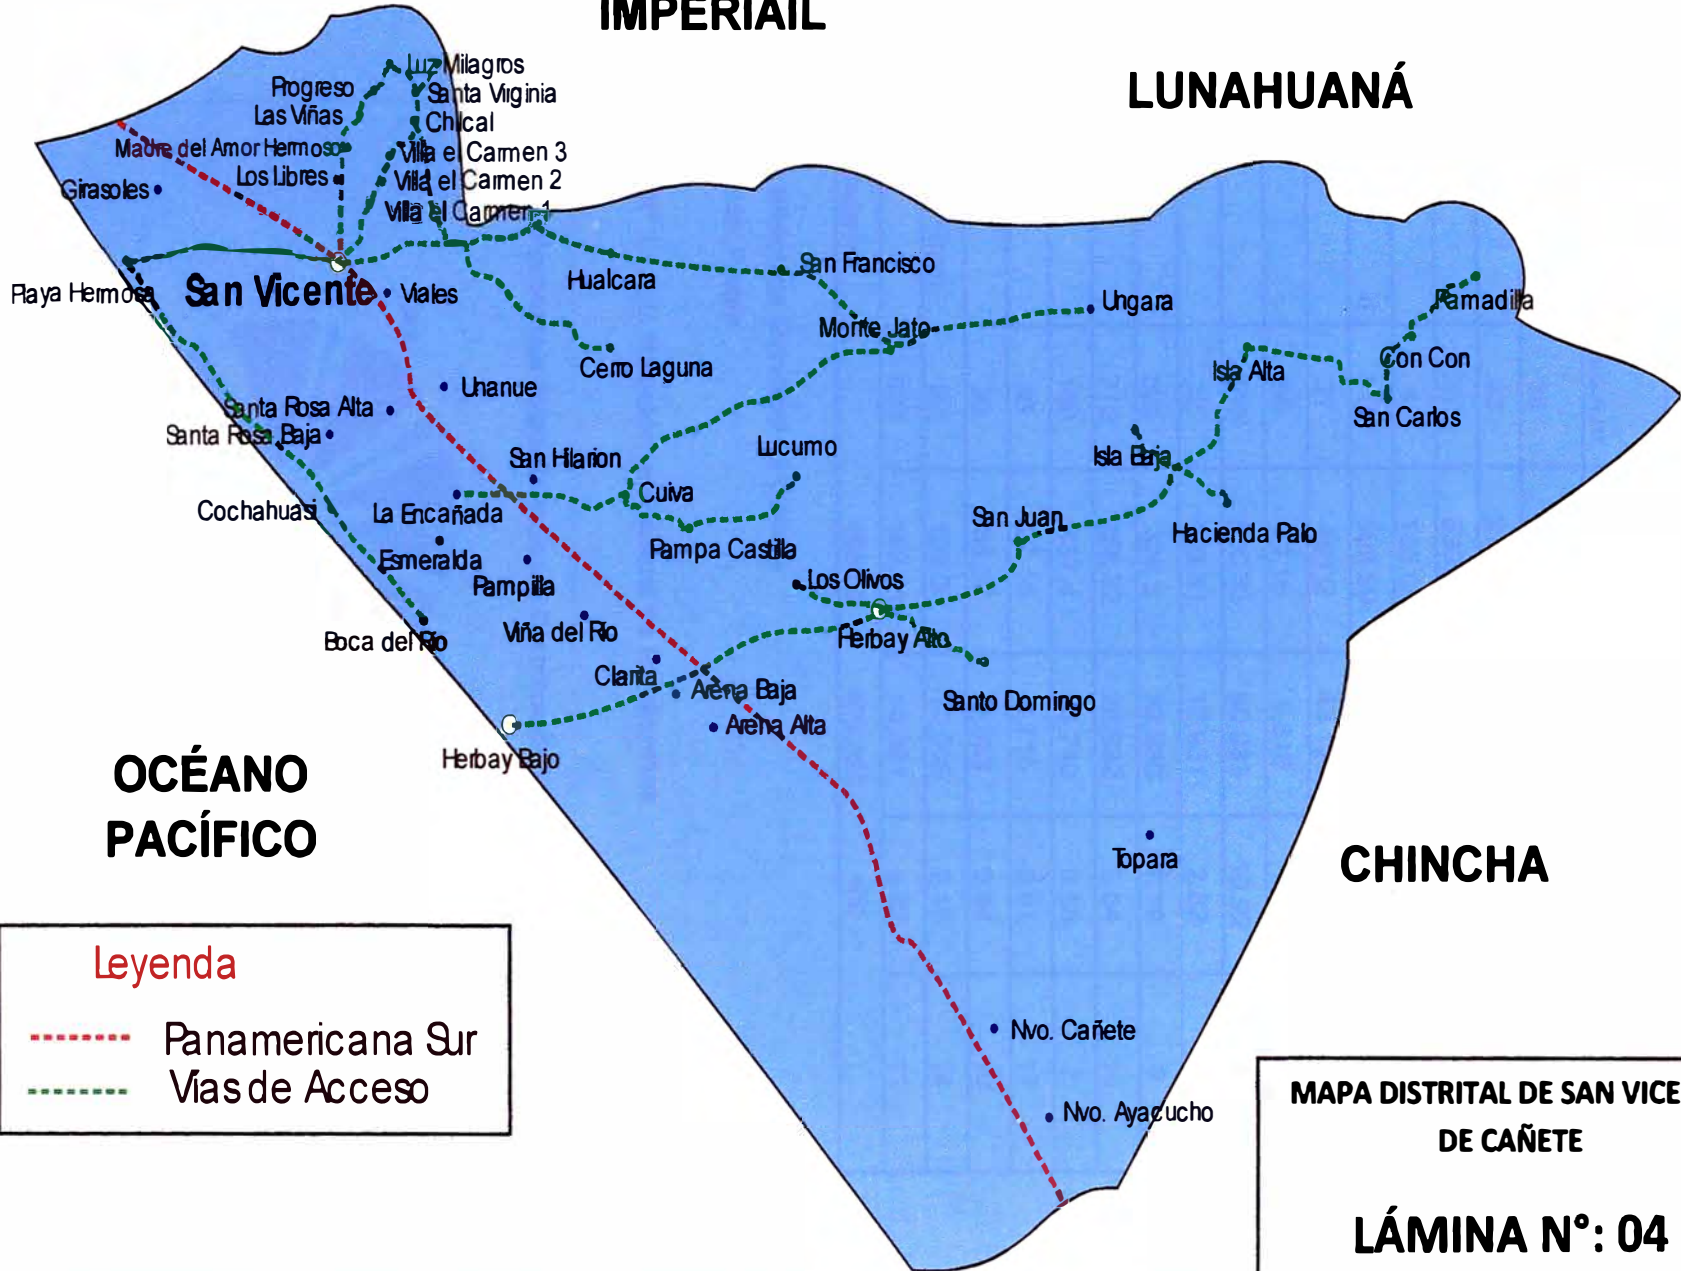 IMPERIAIL
LUNAHUANÁ
Luz Milagros
Progreso
Santa Virginia
Las Viñas
Chilcal
Madre del Amor Hermoso
Villa el Carmen 3
Los Libres
Villa el Carmen 2
Girasoles
Villa el Carmen 1
San Francisco
Hualcara
Playa Hermosa
San Vicente
Viales
Ungara
Ramadilla
Monte Jato
Con Con
Cerro Laguna
Isla Alta
Unanue
Santa Rosa Alta
San Carlos
Santa Rosa Baja
Lucumo
San Hilarion
Isla Baja
Cuiva
Cochahuasi
La Encañada
San Juan
Hacienda Palo
Pampa Castilla
Esmeralda
Pampilla
Los Olivos
Viña del Río
Boca del Río
Herbay Alto
Clarita
Arena Baja
Santo Domingo
Arena Alta
Herbay Bajo
OCÉANO
PACÍFICO
Topara
CHINCHA
Leyenda
Panamericana Sur
Vías de Acceso
Nvo. Cañete
Nvo. Ayacucho
MAPA DISTRITAL DE SAN VICE
DE CAÑETE
LÁMINA N°: 04